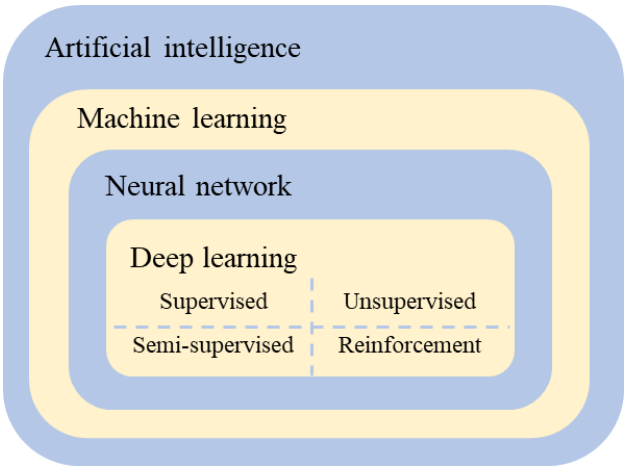 Artificial intelligence
Machine learning
Neural network
Deep learning
Supervised Unsupervised
Semi-supervised Reinforcement